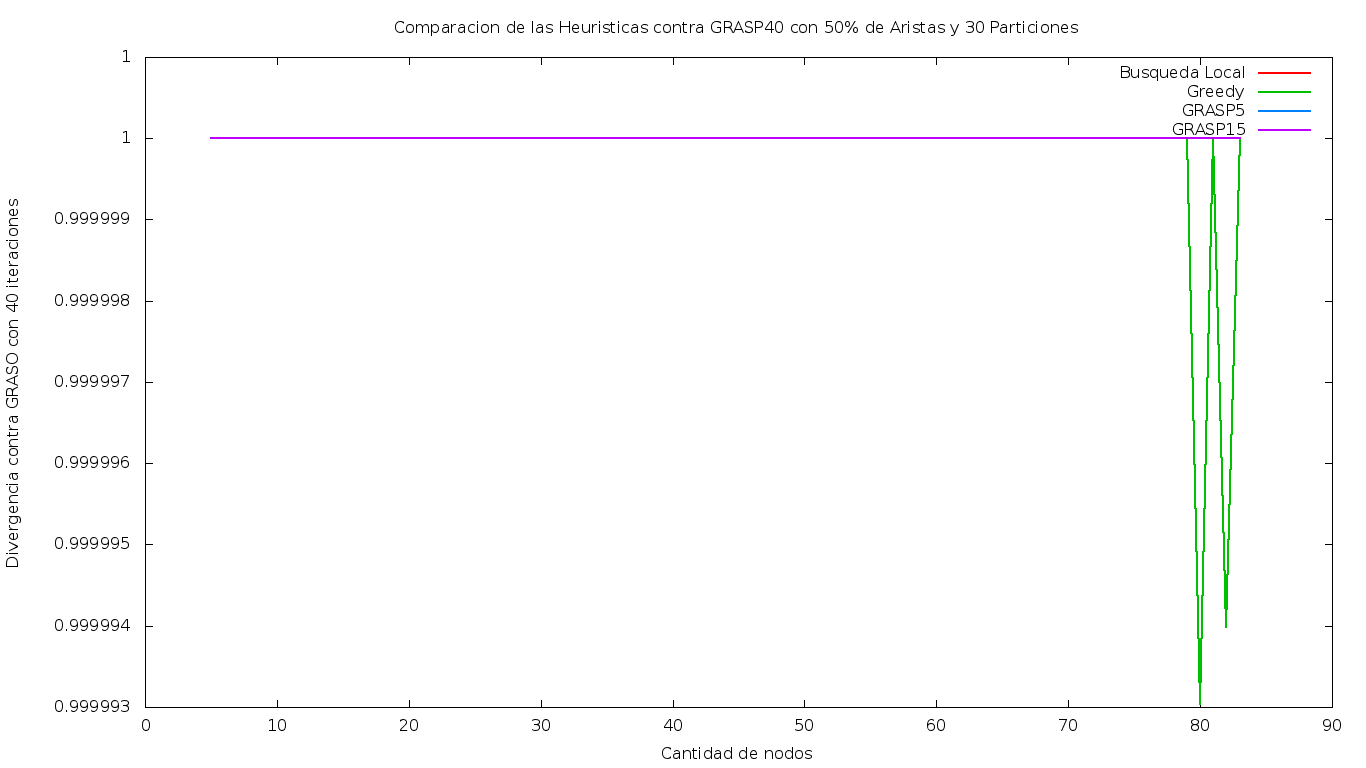 Comparacion de las Heuristicas contra GRASP40 con 50% de Aristas y 30 Particiones
Divergencia contra GRASO con 40 iteraciones
1
1
0.999999
0.999998
0.999997
0.999996
0.999995
0.999994
0.999993
Busqueda Local
Greedy
GRASP5
GRASP15
0 10 20 30 40 50 60 70 80 90
Cantidad de nodos